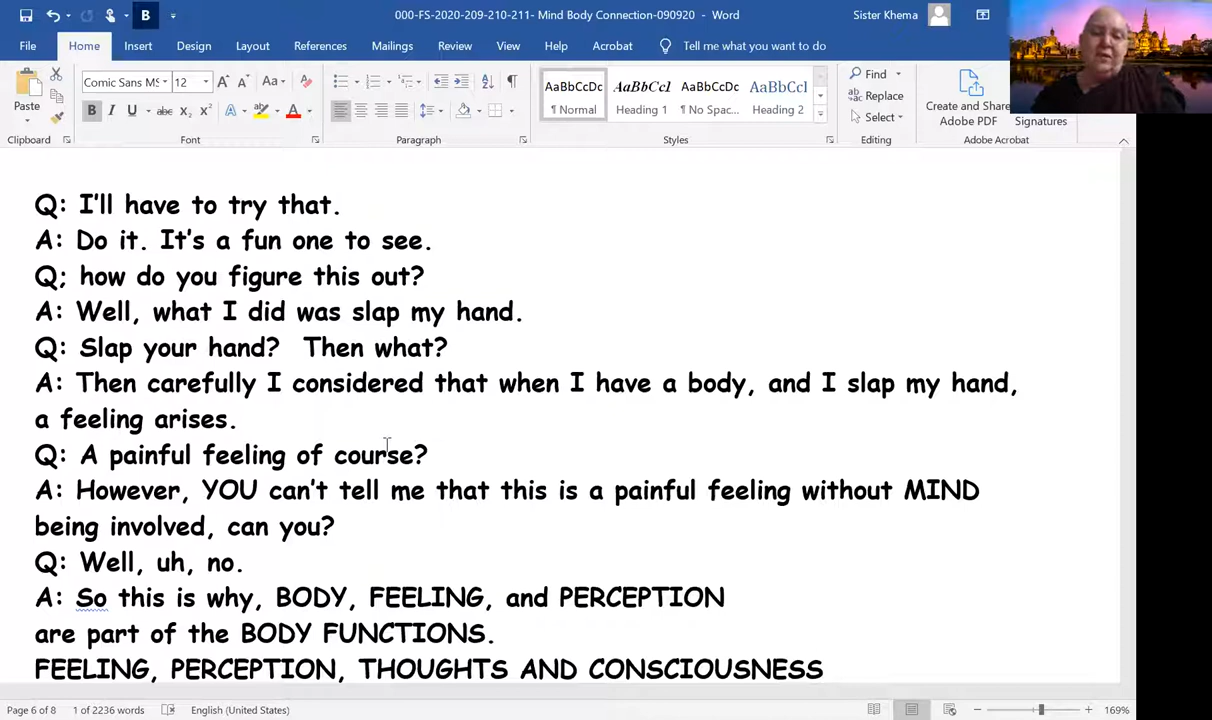 000-FS-2020-209-210-211- Mind Body Connection-090920 - Word
Sister Khema
File Home Insert Design Layout References Mailings Review View Help Acrobat Tell me what you want to do
Paste
Comic Sans MS 12
AaBbCcDc AaBbCcl AaBbCcDc AaBbCcl
¶ Normal Heading 1 ¶ No Spac... Heading 2
Find
Replace
Select
Create and Share
Adobe PDF
Signatures
Clipboard Font Paragraph Styles Editing Adobe Acrobat
Q: I'll have to try that.
A: Do it. It's a fun one to see.
Q; how do you figure this out?
A: Well, what I did was slap my hand.
Q: Slap your hand? Then what?
A: Then carefully I considered that when I have a body, and I slap my hand,
a feeling arises.
Q: A painful feeling of course?
A: However, YOU can't tell me that this is a painful feeling without MIND
being involved, can you?
Q: Well, uh, no.
A: So this is why, BODY, FEELING, and PERCEPTION
are part of the BODY FUNCTIONS.
FEELING, PERCEPTION, THOUGHTS AND CONSCIOUSNESS
Page 6 of 8 1 of 2236 words English (United States) 169%